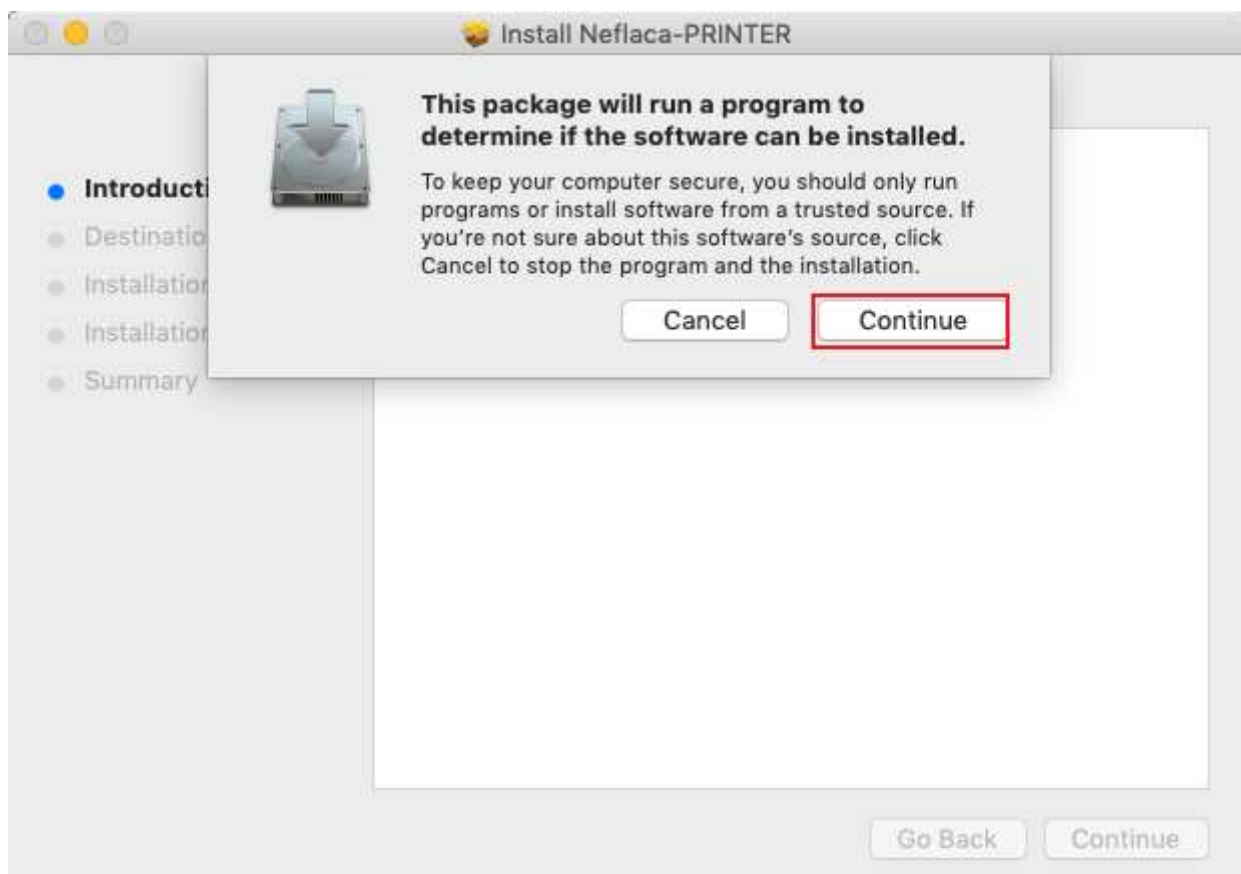 Install Neflaca-PRINTER
This package will run a program to
determine if the software can be installed.
To keep your computer secure, you should only run
programs or install software from a trusted source. If
you're not sure about this software's source, click
Cancel to stop the program and the installation.
Cancel
Continue
Introducti
Destinatio
Installation
Installation
Summary
Go Back
Continue